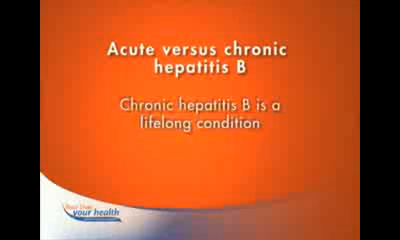 Acute versus chronic
hepatitis B
Chronic hepatitis B is a
lifelong condition
your health